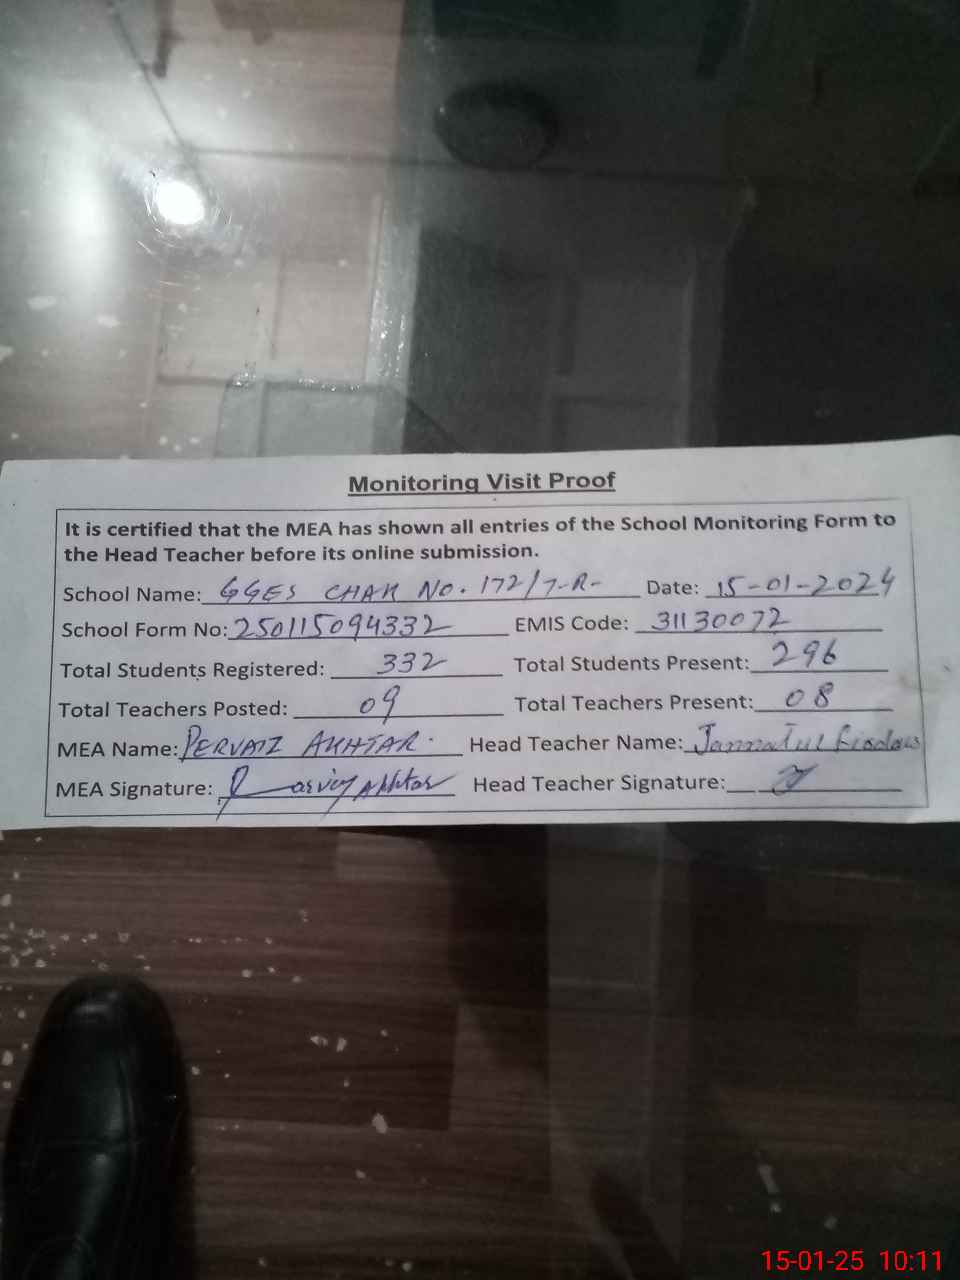 Monitoring Visit Proof
It is certified that the MEA has shown all entries of the School Monitoring Form to
the Head Teacher before its online submission.
School Name: GGES CHAK NO. 172/7-R- Date: 15-01-2024
School Form No: 250115094332 EMIS Code: 31130072
Total Students Registered: 332 Total Students Present: 296
Total Teachers Posted: 09 Total Teachers Present: 08
MEA Name: PERVAIZ AKHTAR. Head Teacher Name: Jannatul Firdous
MEA Signature: Parviz Akhtar Head Teacher Signature:
15-01-25 10:11